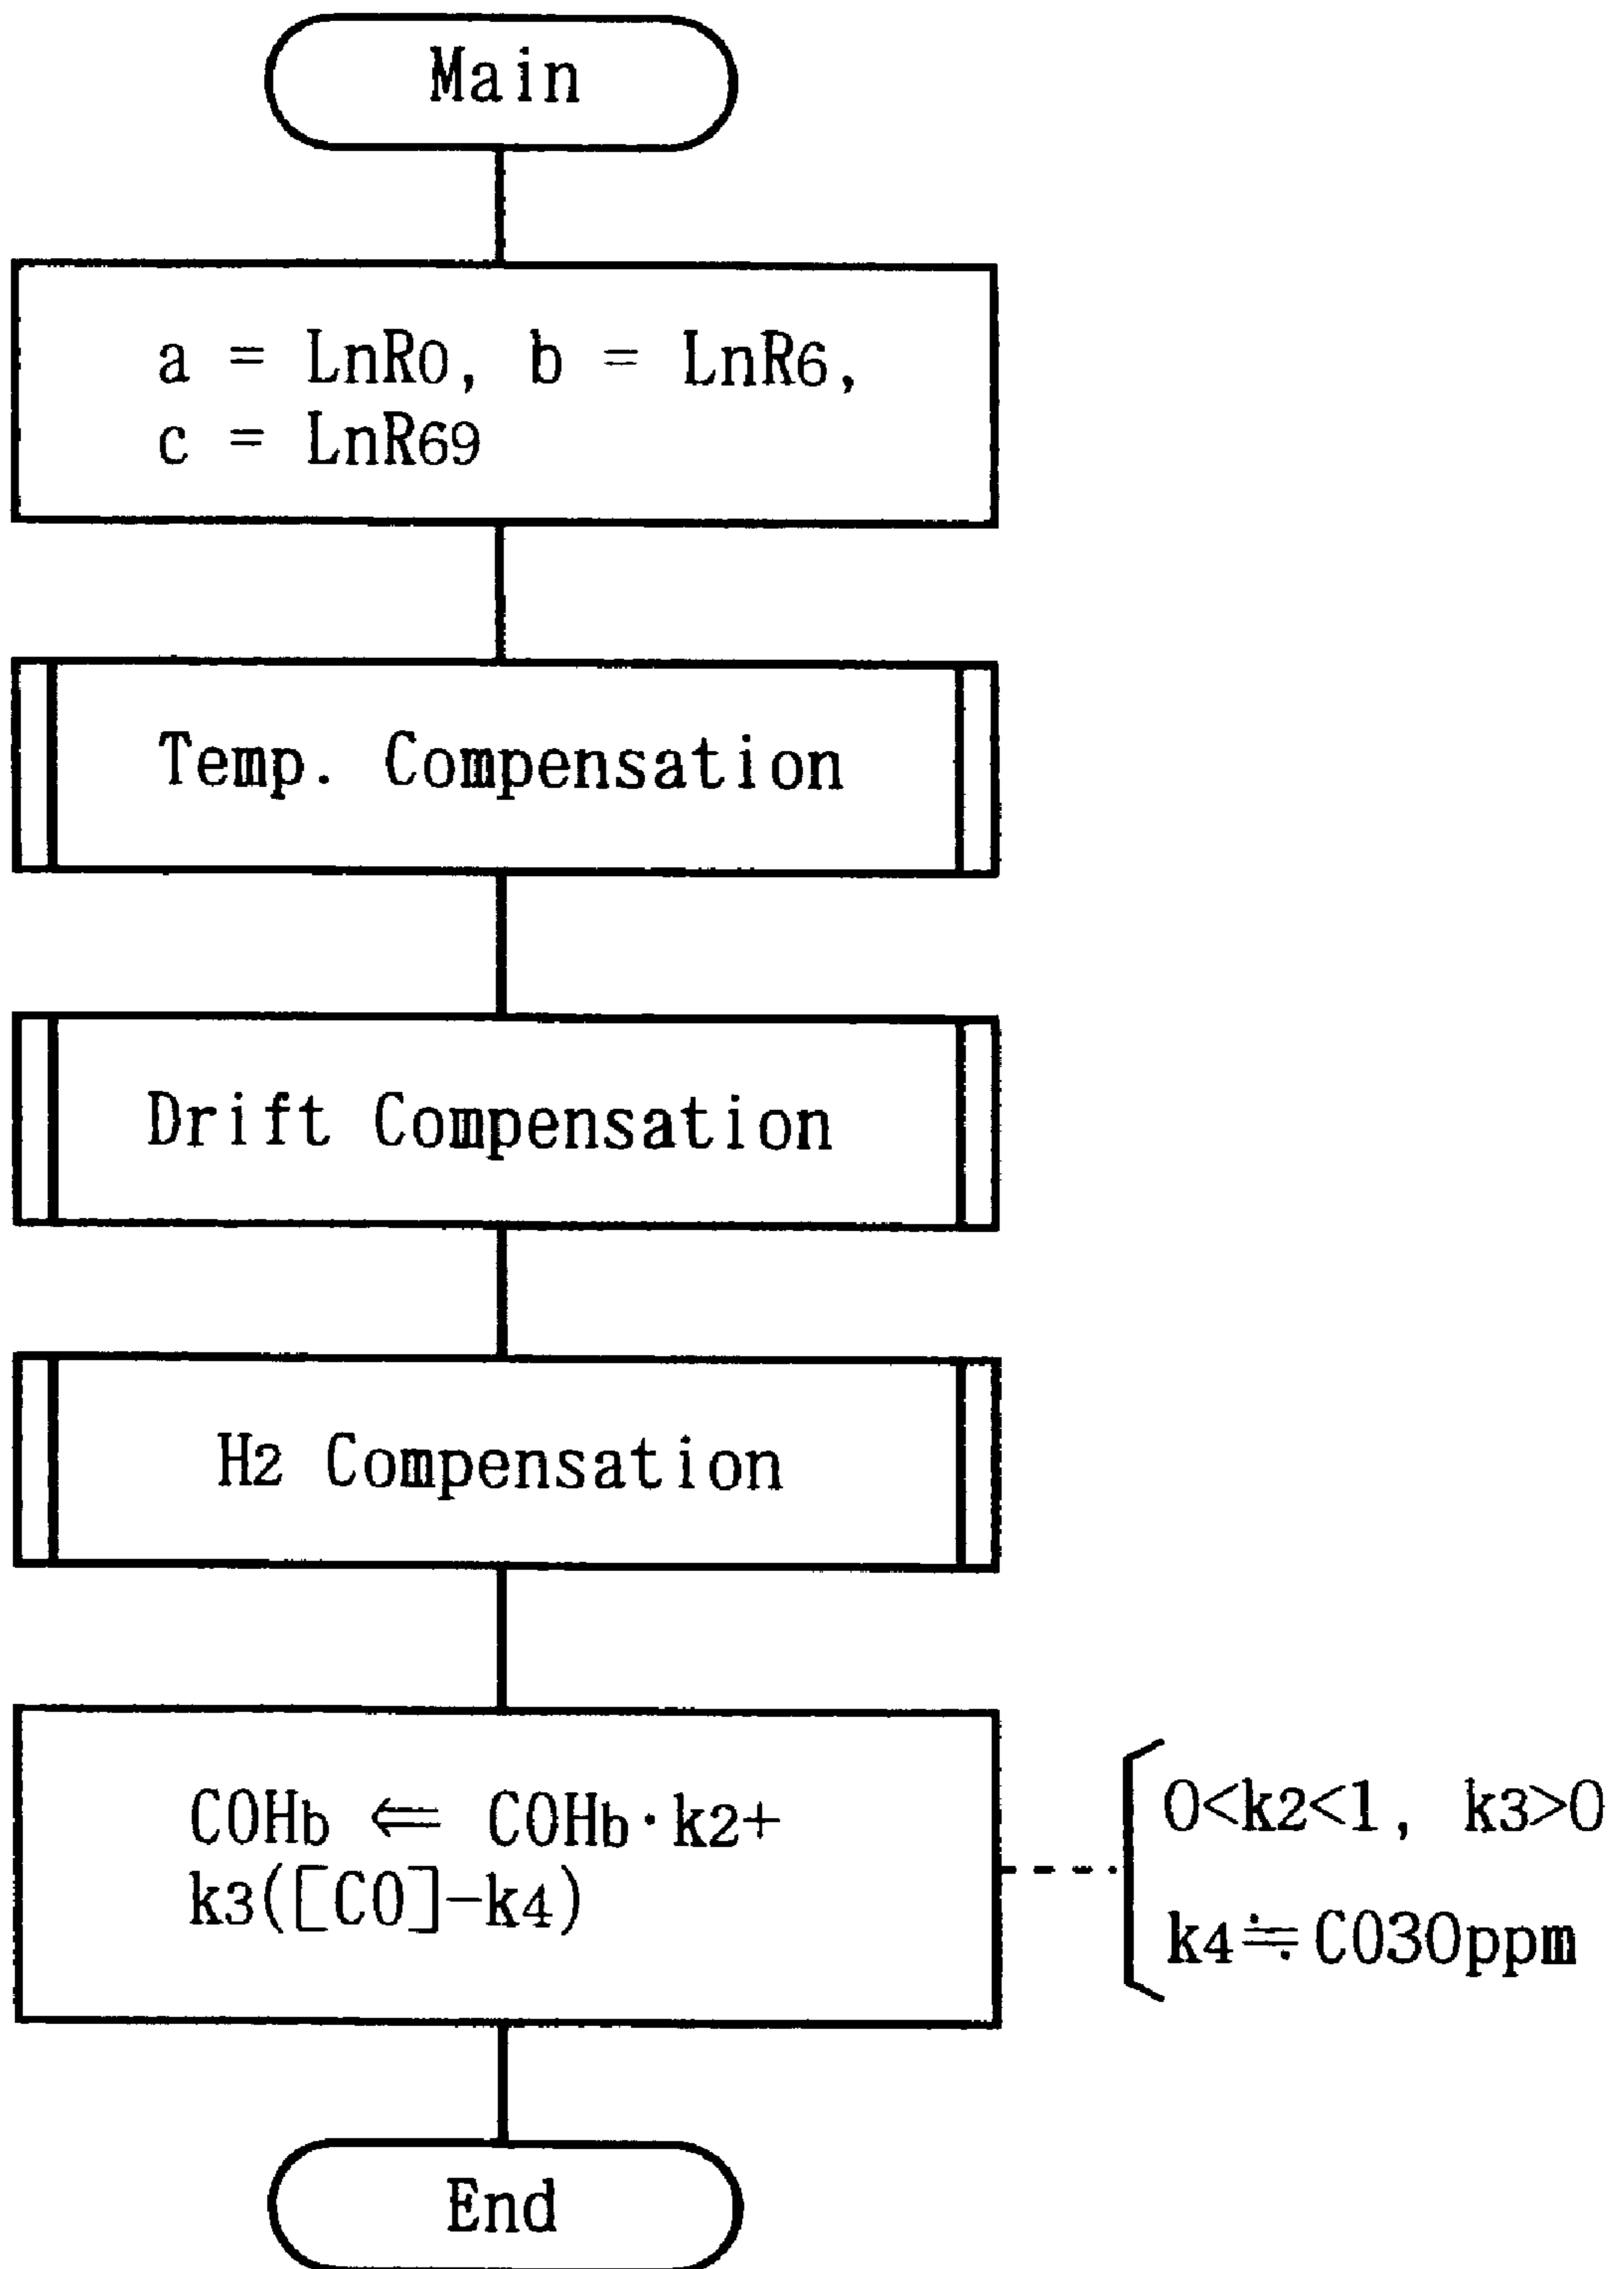 Main
a = LnR0, b = LnR6,
c = LnR69
Temp. Compensation
Drift Compensation
H2 Compensation
COHb ⇐ COHb·k2+
k3([CO]-k4)
0<k2<1, k3>0
k4≒CO30ppm
End